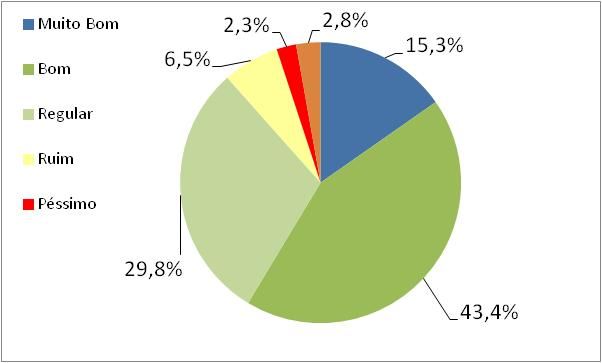 Muito Bom
Bom
Regular
Ruim
Péssimo
2,3%
2,8%
15,3%
6,5%
29,8%
43,4%